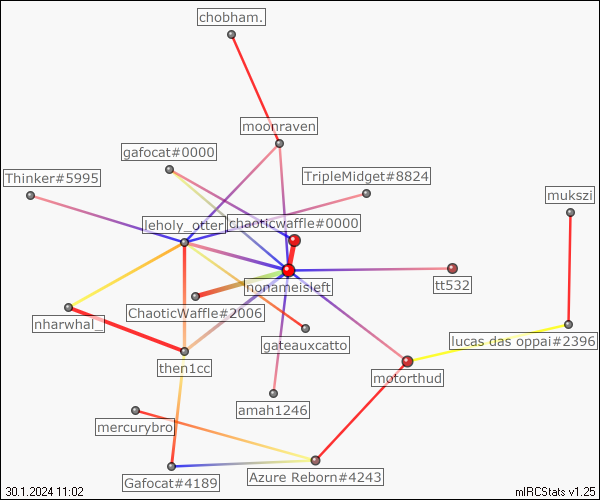 chobham.
moonraven
gafocat#0000
Thinker#5995
TripleMidget#8824
mukszi
leholy_otter
chaoticwaffle#0000
nonameisleft
tt532
ChaoticWaffle#2006
nharwhal_
gateauxcatto
lucas das oppai#2396
then1cc
motorthud
amah1246
mercurybro
Gafocat#4189
Azure Reborn#4243
30.1.2024 11:02
mIRCStats v1.25